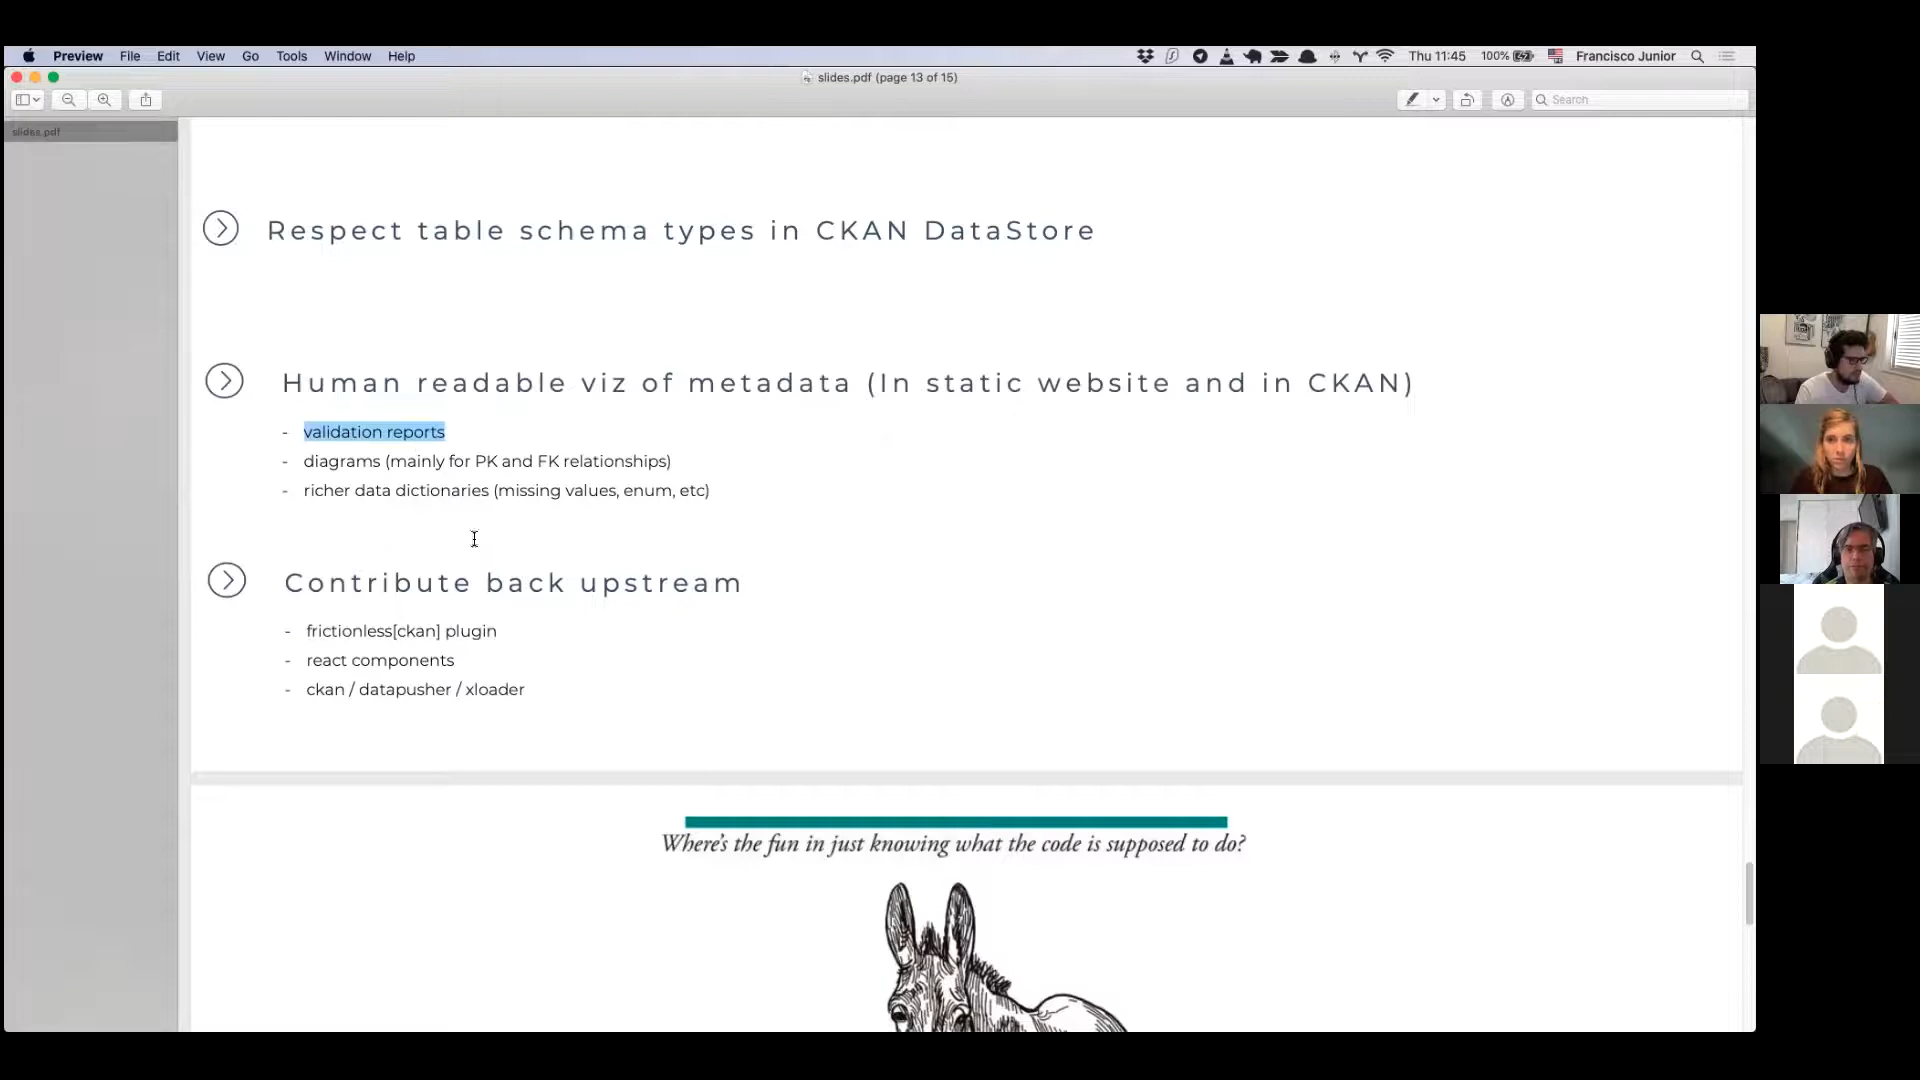 Preview File Edit View Go Tools Window Help
Thu 11:45 100% Francisco Junior
slides.pdf (page 13 of 15)
Search
slides.pdf
Respect table schema types in CKAN DataStore
Human readable viz of metadata (In static website and in CKAN)
- validation reports
- diagrams (mainly for PK and FK relationships)
- richer data dictionaries (missing values, enum, etc)
Contribute back upstream
- frictionless[ckan] plugin
- react components
- ckan / datapusher / xloader
Where's the fun in just knowing what the code is supposed to do?